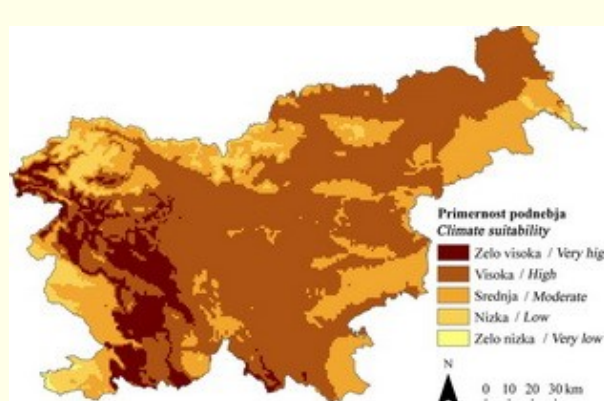 Primernost podnebja
Climate suitability
Zelo visoka / Very hig
Visoka / High
Srednja / Moderate
Nizka / Low
Zelo nizka / Very low
N
0 10 20 30 km